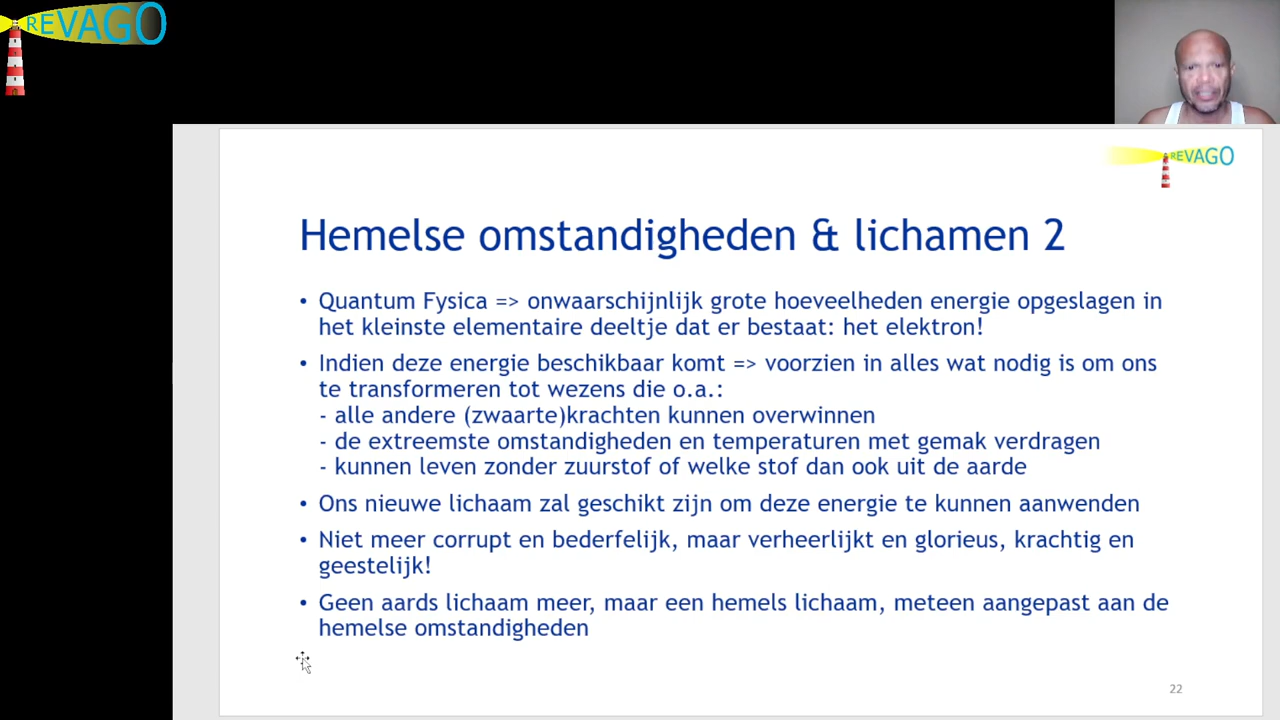 REVAGO
REVAGO
Hemelse omstandigheden & lichamen 2
• Quantum Fysica => onwaarschijnlijk grote hoeveelheden energie opgeslagen in
het kleinste elementaire deeltje dat er bestaat: het elektron!
• Indien deze energie beschikbaar komt => voorzien in alles wat nodig is om ons
te transformeren tot wezens die o.a.:
- alle andere (zwaarte)krachten kunnen overwinnen
- de extreemste omstandigheden en temperaturen met gemak verdragen
- kunnen leven zonder zuurstof of welke stof dan ook uit de aarde
• Ons nieuwe lichaam zal geschikt zijn om deze energie te kunnen aanwenden
• Niet meer corrupt en bederfelijk, maar verheerlijkt en glorieus, krachtig en
geestelijk!
• Geen aards lichaam meer, maar een hemels lichaam, meteen aangepast aan de
hemelse omstandigheden
22